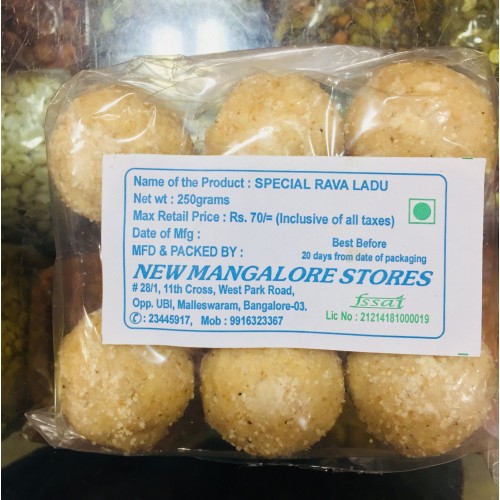 Name of the Product : SPECIAL RAVA LADU
Net wt : 250grams
Max Retail Price : Rs. 70/= (Inclusive of all taxes)
Date of Mfg :
Best Before
MFD & PACKED BY :
20 days from date of packaging
NEW MANGALORE STORES
# 28/1, 11th Cross, West Park Road,
Opp. UBI, Malleswaram, Bangalore-03.
fssai
✆: 23445917, Mob : 9916323367
Lic No : 21214181000019